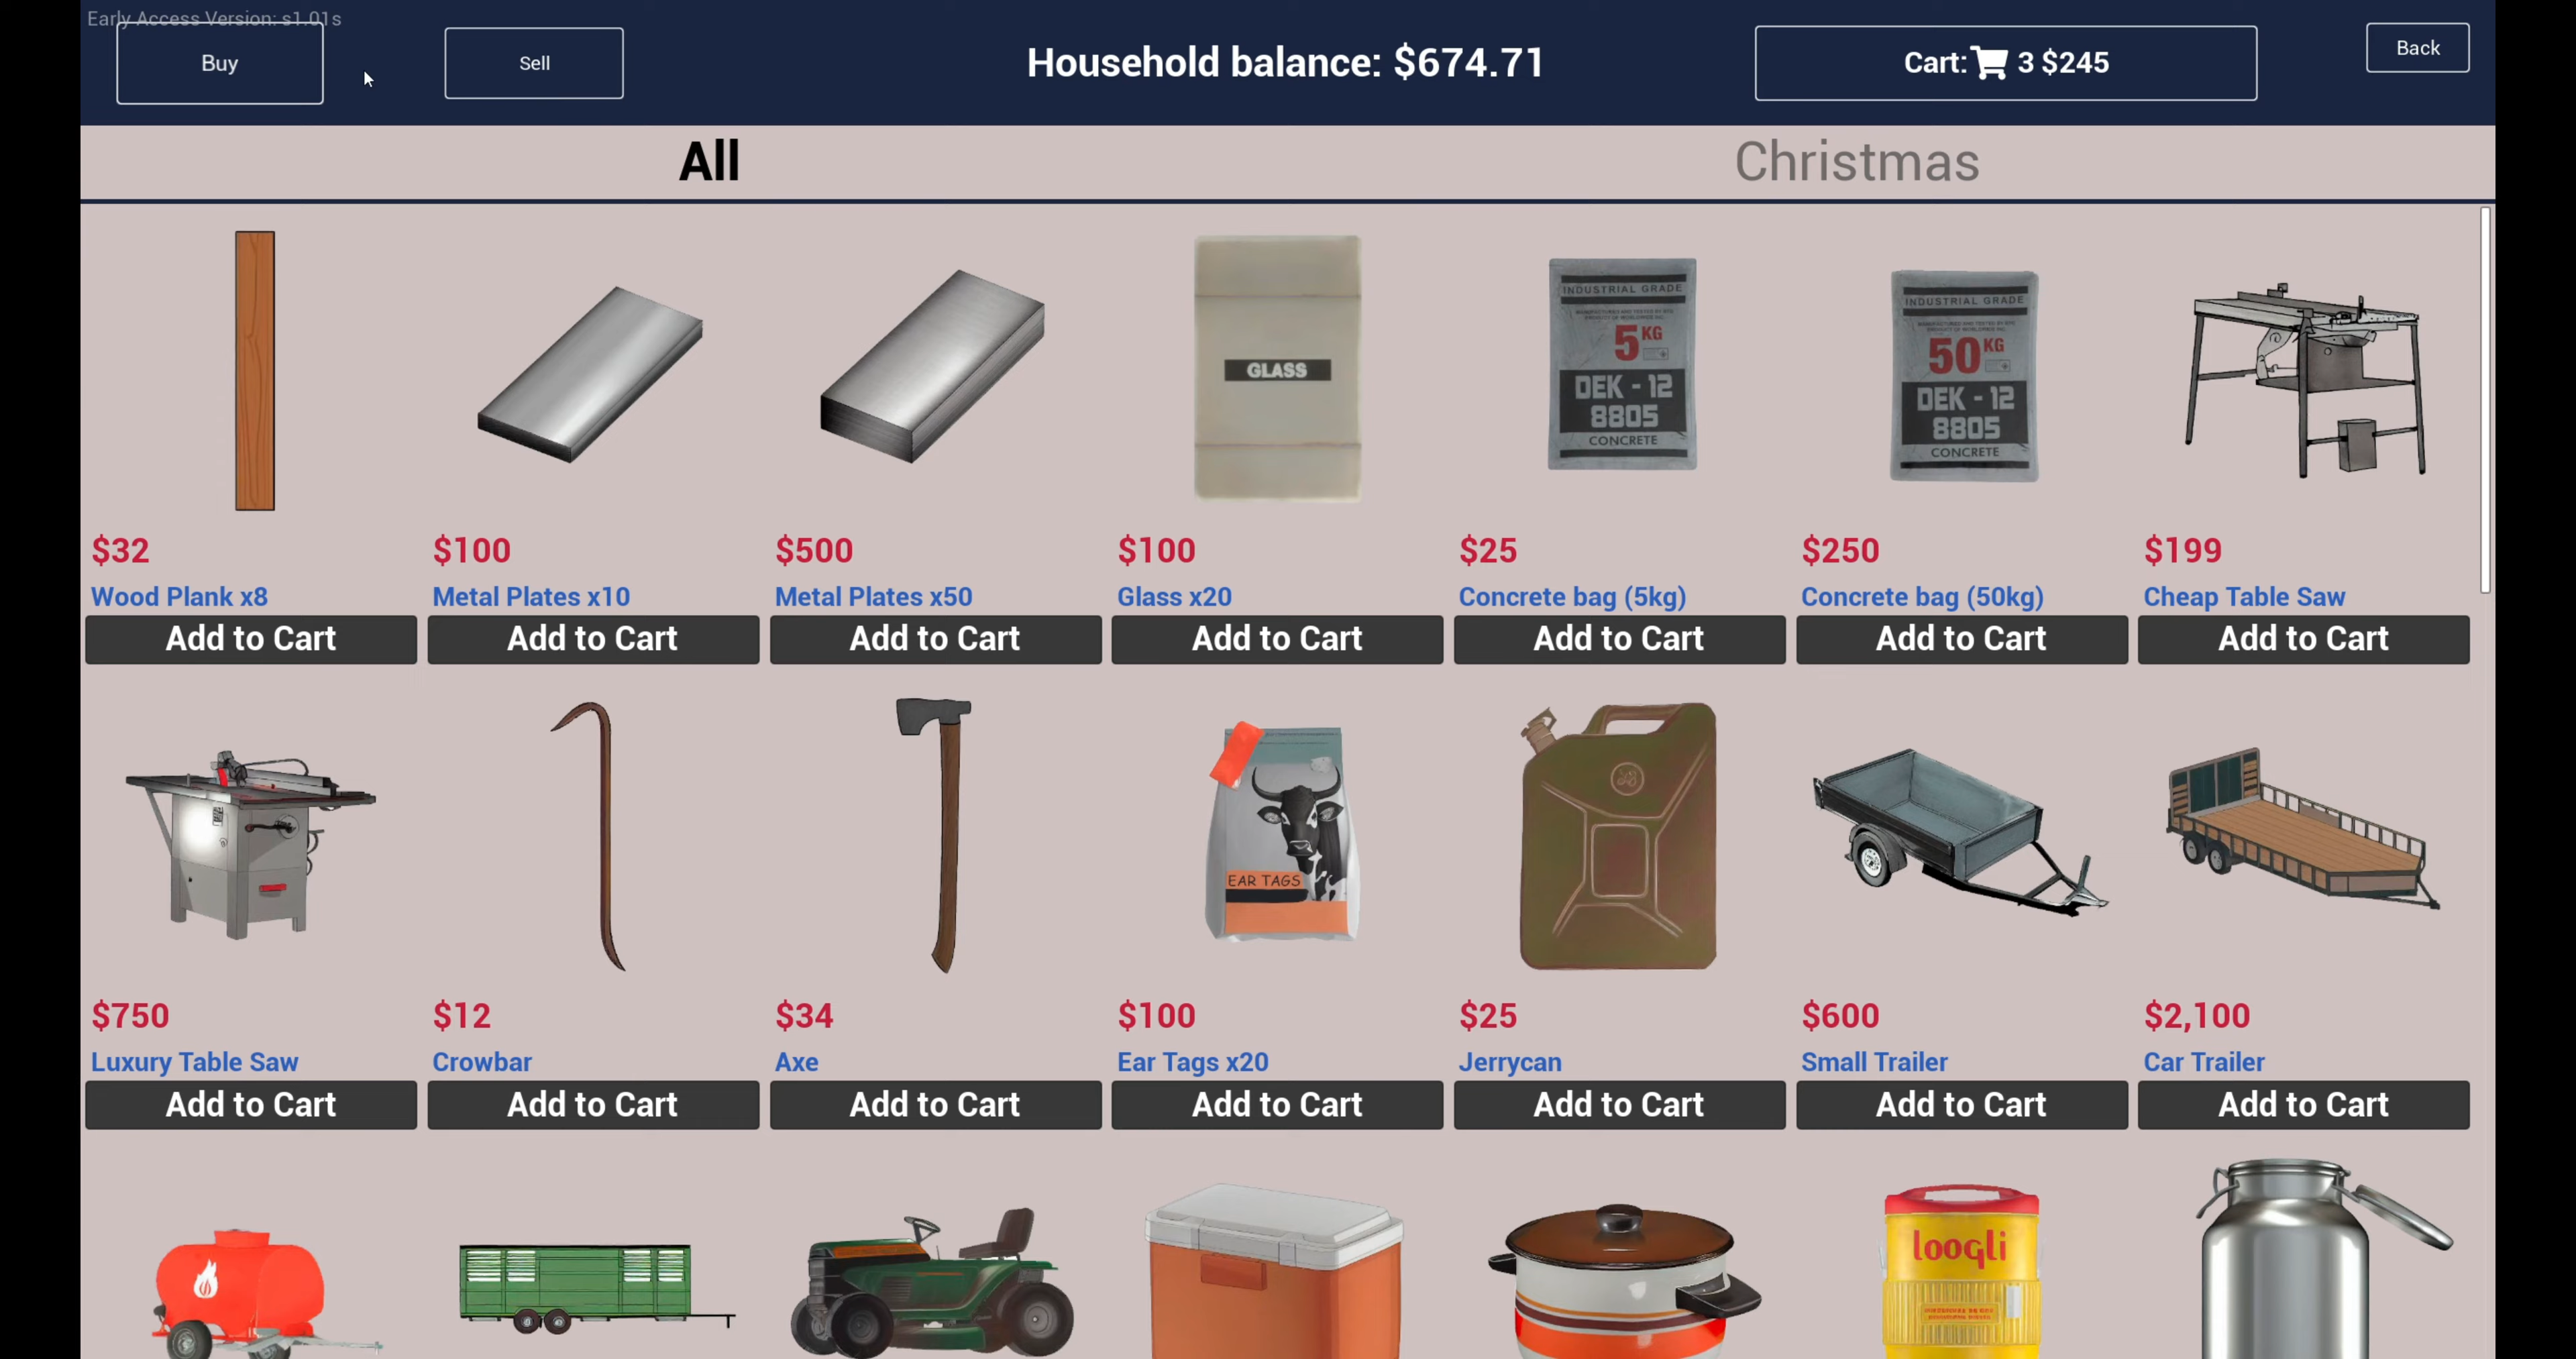 Early Access Version: s1.01s
Buy
Sell
Household balance: $674.71
Cart: 3 $245
Back
All
Christmas
GLASS
INDUSTRIAL GRADE
5KG
DEK - 12
8805
CONCRETE
INDUSTRIAL GRADE
50KG
DEK - 12
8805
CONCRETE
$32
$100
$500
$100
$25
$250
$199
Wood Plank x8
Metal Plates x10
Metal Plates x50
Glass x20
Concrete bag (5kg)
Concrete bag (50kg)
Cheap Table Saw
Add to Cart
Add to Cart
Add to Cart
Add to Cart
Add to Cart
Add to Cart
Add to Cart
EAR TAGS
$750
$12
$34
$100
$25
$600
$2,100
Luxury Table Saw
Crowbar
Axe
Ear Tags x20
Jerrycan
Small Trailer
Car Trailer
Add to Cart
Add to Cart
Add to Cart
Add to Cart
Add to Cart
Add to Cart
Add to Cart
loogli